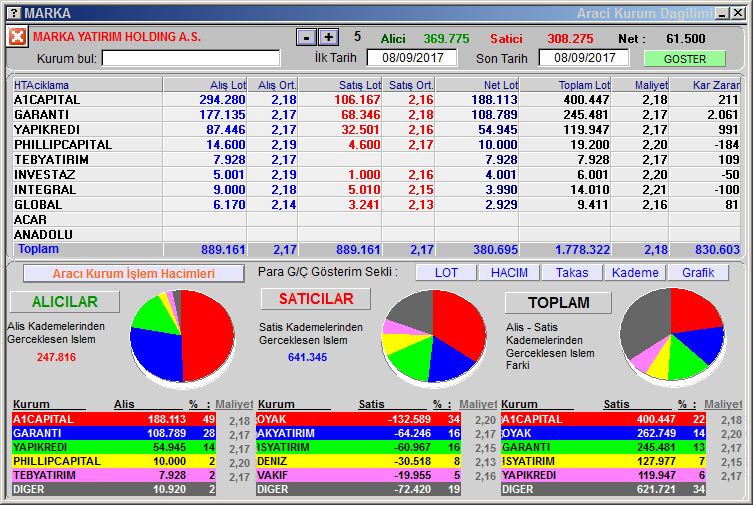 MARKA Araci Kurum Dagilimi
MARKA YATIRIM HOLDING A.S. - + 5 Alici 369.775 Satici 308.275 Net : 61.500
Kurum bul: İlk Tarih 08/09/2017 Son Tarih 08/09/2017 GOSTER
HTAciklama Alış Lot Alış Ort. Satış Lot Satış Ort. Net Lot Toplam Lot Maliyet Kar Zarar
A1CAPITAL 294.280 2,18 106.167 2,16 188.113 400.447 2,18 211
GARANTI 177.135 2,17 68.346 2,18 108.789 245.481 2,17 2.061
YAPIKREDI 87.446 2,17 32.501 2,16 54.945 119.947 2,17 991
PHILLIPCAPITAL 14.600 2,19 4.600 2,17 10.000 19.200 2,20 -184
TEBYATIRIM 7.928 2,17 7.928 7.928 2,17 109
INVESTAZ 5.001 2,19 1.000 2,16 4.001 6.001 2,20 -50
INTEGRAL 9.000 2,18 5.010 2,15 3.990 14.010 2,21 -100
GLOBAL 6.170 2,14 3.241 2,13 2.929 9.411 2,16 81
ACAR
ANADOLU
Toplam 889.161 889.161 380.695 1.778.322 2,18 830.603
Aracı Kurum İşlem Hacimleri Para G/Ç Gösterim Sekli : LOT HACIM Takas Kademe Grafik
ALICILAR SATICILAR TOPLAM
Alis Kademelerinden Gerceklesen Islem
247.816
Satis Kademelerinden Gerceklesen Islem
641.345
Alis - Satis Kademelerinden Gerceklesen Islem Farki
Kurum Alis % : Maliyet Kurum Satis % : Maliyet Kurum Satis % : Maliyet
A1CAPITAL 188.113 49 2,18 OYAK -132.589 34 2,20 A1CAPITAL 400.447 22 2,18
GARANTI 108.789 28 2,17 AKYATIRIM -64.246 16 2,17 OYAK 262.749 14 2,20
YAPIKREDI 54.945 14 2,17 ISYATIRIM -60.967 16 2,15 GARANTI 245.481 13 2,17
PHILLIPCAPITAL 10.000 2 2,20 DENIZ -30.518 8 2,13 ISYATIRIM 127.977 7 2,15
TEBYATIRIM 7.928 2 2,17 VAKIF -19.955 5 2,16 YAPIKREDI 119.947 6 2,17
DIGER 10.920 2 DIGER -72.420 19 DIGER 621.721 34